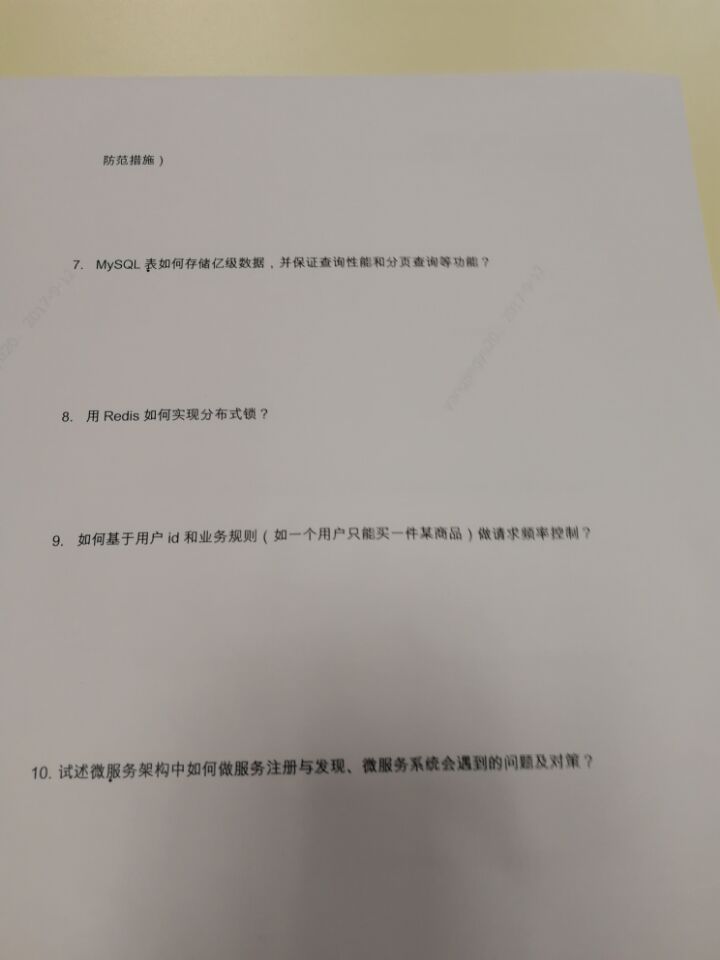 防范措施）
7. MySQL 表如何存储亿级数据，并保证查询性能和分页查询等功能？
8. 用 Redis 如何实现分布式锁？
9. 如何基于用户 id 和业务规则（如一个用户只能买一件某商品）做请求频率控制？
10. 试述微服务架构中如何做服务注册与发现、微服务系统会遇到的问题及对策？